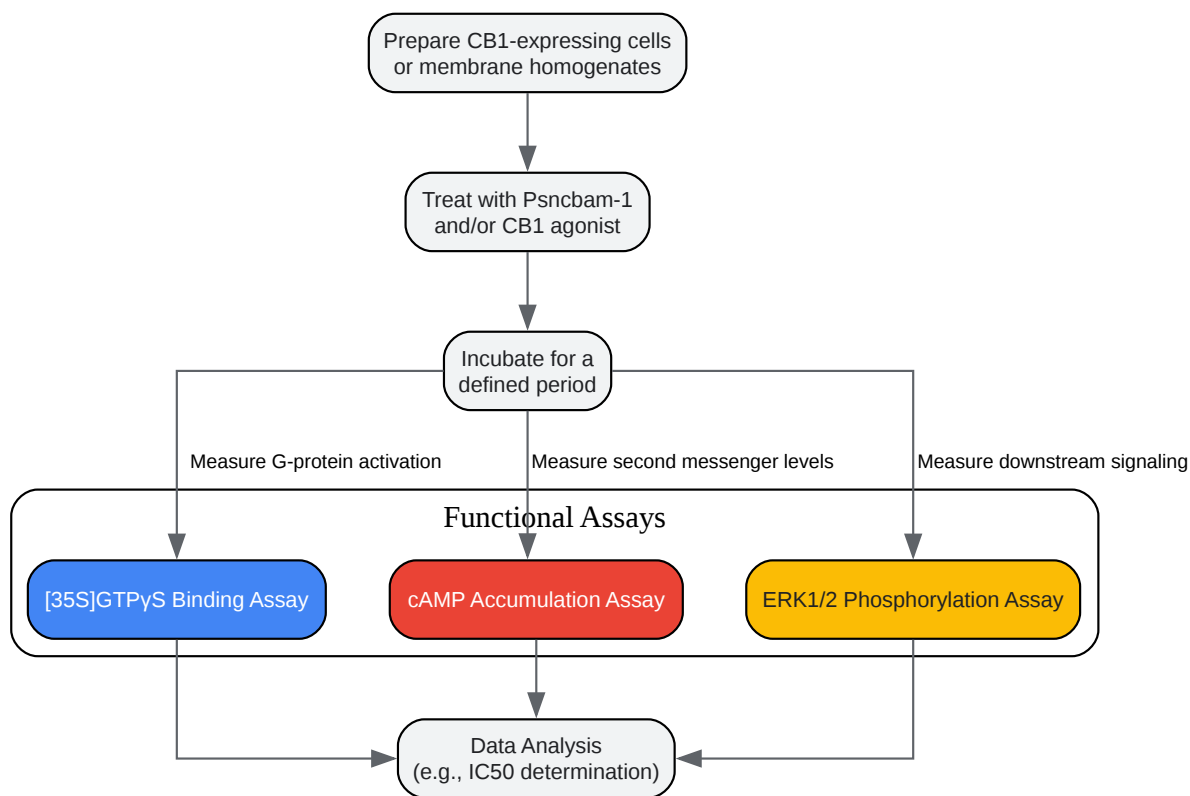 Prepare CB1-expressing cells
or membrane homogenates
Treat with Psncbam-1
and/or CB1 agonist
Incubate for a
defined period
Measure G-protein activation
Measure second messenger levels
Measure downstream signaling
Functional Assays
[35S]GTPγS Binding Assay
cAMP Accumulation Assay
ERK1/2 Phosphorylation Assay
Data Analysis
(e.g., IC50 determination)